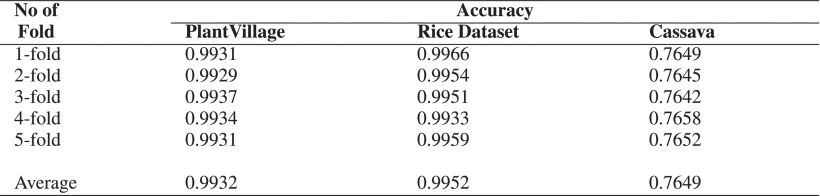 No of Accuracy
Fold PlantVillage Rice Dataset Cassava
1-fold 0.9931 0.9966 0.7649
2-fold 0.9929 0.9954 0.7645
3-fold 0.9937 0.9951 0.7642
4-fold 0.9934 0.9933 0.7658
5-fold 0.9931 0.9959 0.7652
Average 0.9932 0.9952 0.7649